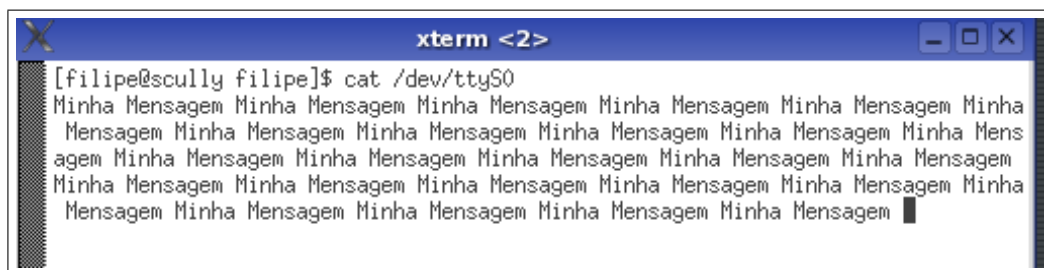 xterm <2>
[filipe@scully filipe]$ cat /dev/ttyS0
Minha Mensagem Minha Mensagem Minha Mensagem Minha Mensagem Minha Mensagem Minha
 Mensagem Minha Mensagem Minha Mensagem Minha Mensagem Minha Mensagem Minha Mens
agem Minha Mensagem Minha Mensagem Minha Mensagem Minha Mensagem Minha Mensagem
Minha Mensagem Minha Mensagem Minha Mensagem Minha Mensagem Minha Mensagem Minha
 Mensagem Minha Mensagem Minha Mensagem Minha Mensagem Minha Mensagem